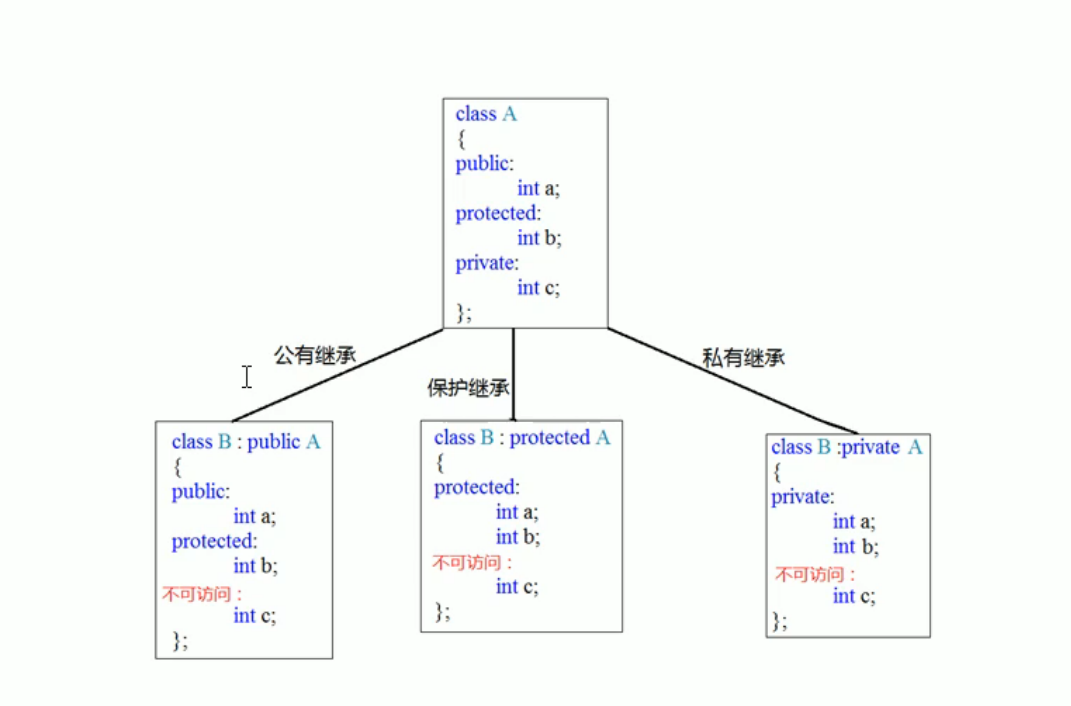 class A
{
public:
int a;
protected:
int b;
private:
int c;
};
公有继承
保护继承
私有继承
class B : public A
{
public:
int a;
protected:
int b;
不可访问：
int c;
};
class B : protected A
{
protected:
int a;
int b;
不可访问：
int c;
};
class B :private A
{
private:
int a;
int b;
不可访问：
int c;
};